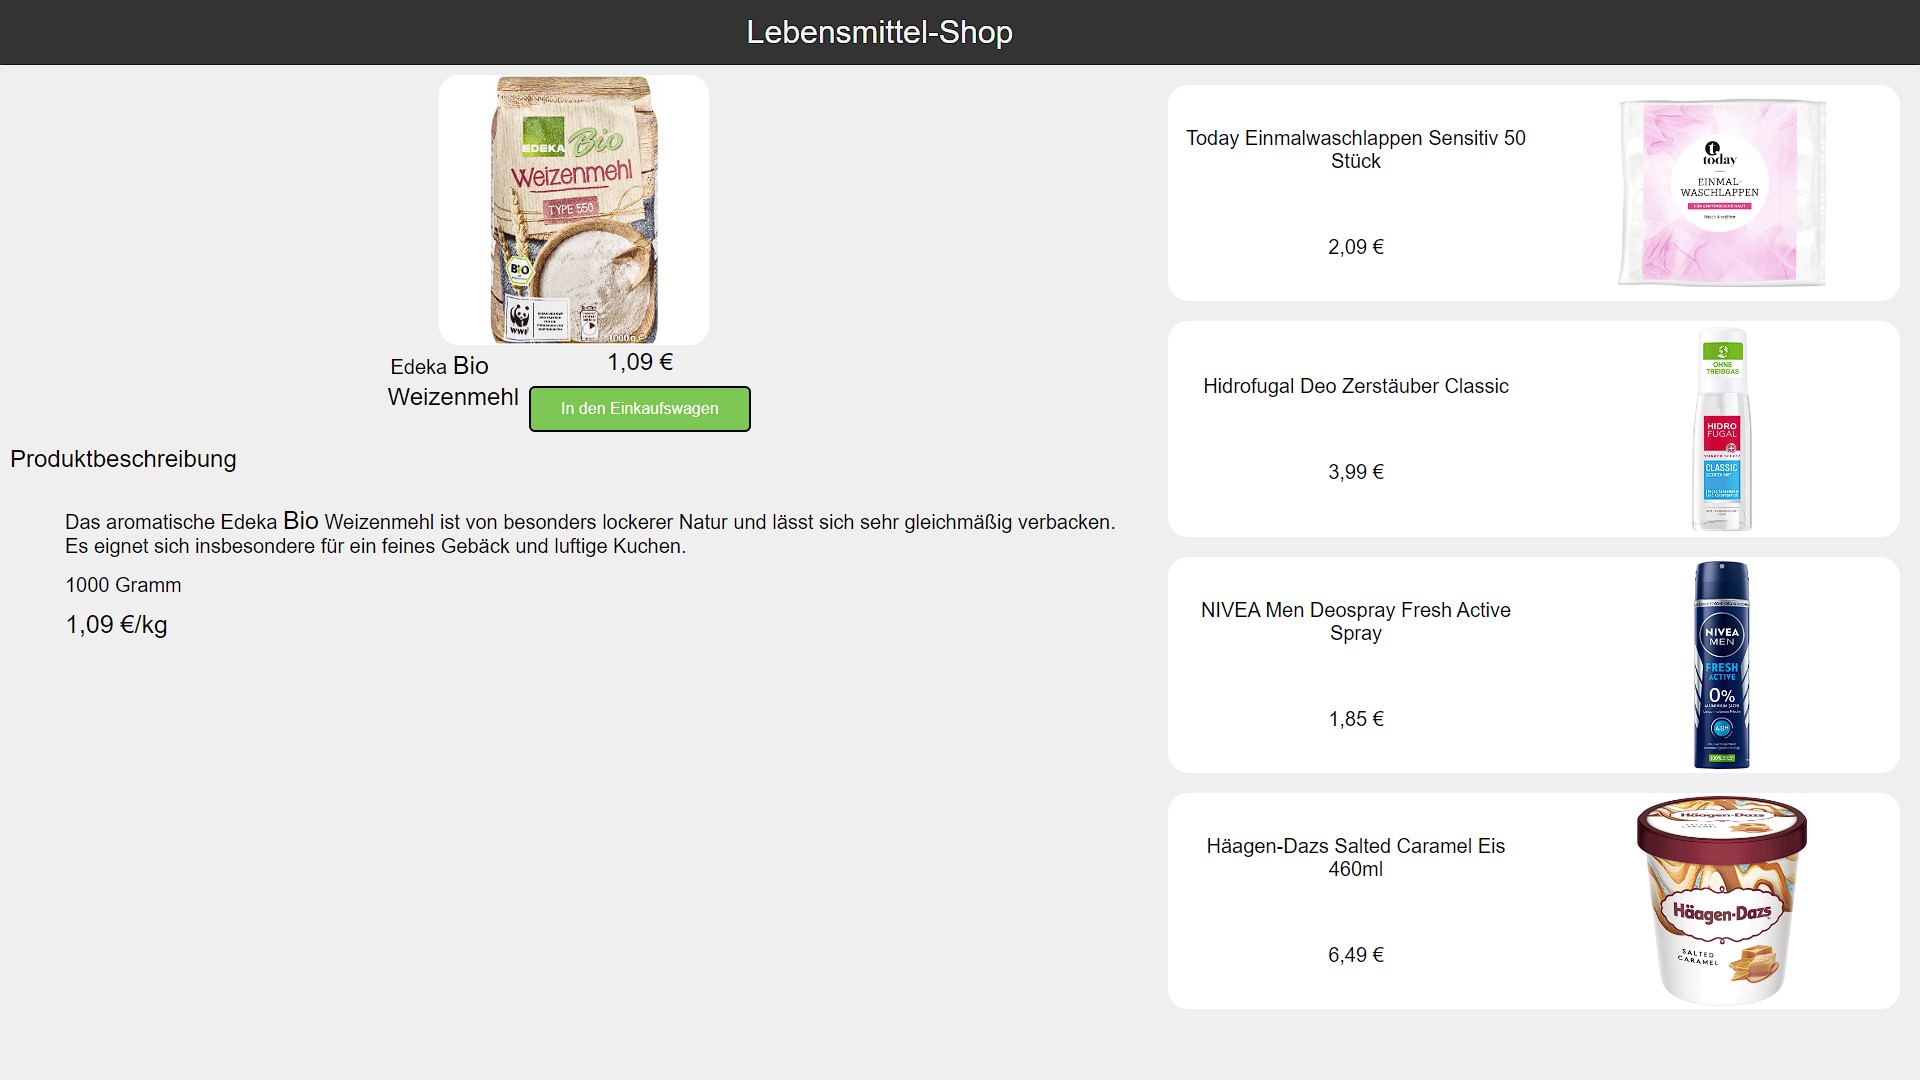 Lebensmittel-Shop
EDEKA Bio
Weizenmehl
TYPE 550
BiO
WWF
1000 g
Edeka Bio
Weizenmehl
1,09 €
In den Einkaufswagen
Produktbeschreibung
Das aromatische Edeka Bio Weizenmehl ist von besonders lockerer Natur und lässt sich sehr gleichmäßig verbacken.
Es eignet sich insbesondere für ein feines Gebäck und luftige Kuchen.
1000 Gramm
1,09 €/kg
Today Einmalwaschlappen Sensitiv 50
Stück
2,09 €
today
EINMAL-
WASCHLAPPEN
FÜR EMPFINDLICHE HAUT
Hidrofugal Deo Zerstäuber Classic
3,99 €
OHNE
TREIBGAS
HIDRO
FUGAL
CLASSIC
NIVEA Men Deospray Fresh Active
Spray
1,85 €
NIVEA
MEN
FRESH
ACTIVE
0%
48H
Häagen-Dazs Salted Caramel Eis
460ml
6,49 €
Häagen-Dazs
Häagen-Dazs
SALTED
CARAMEL